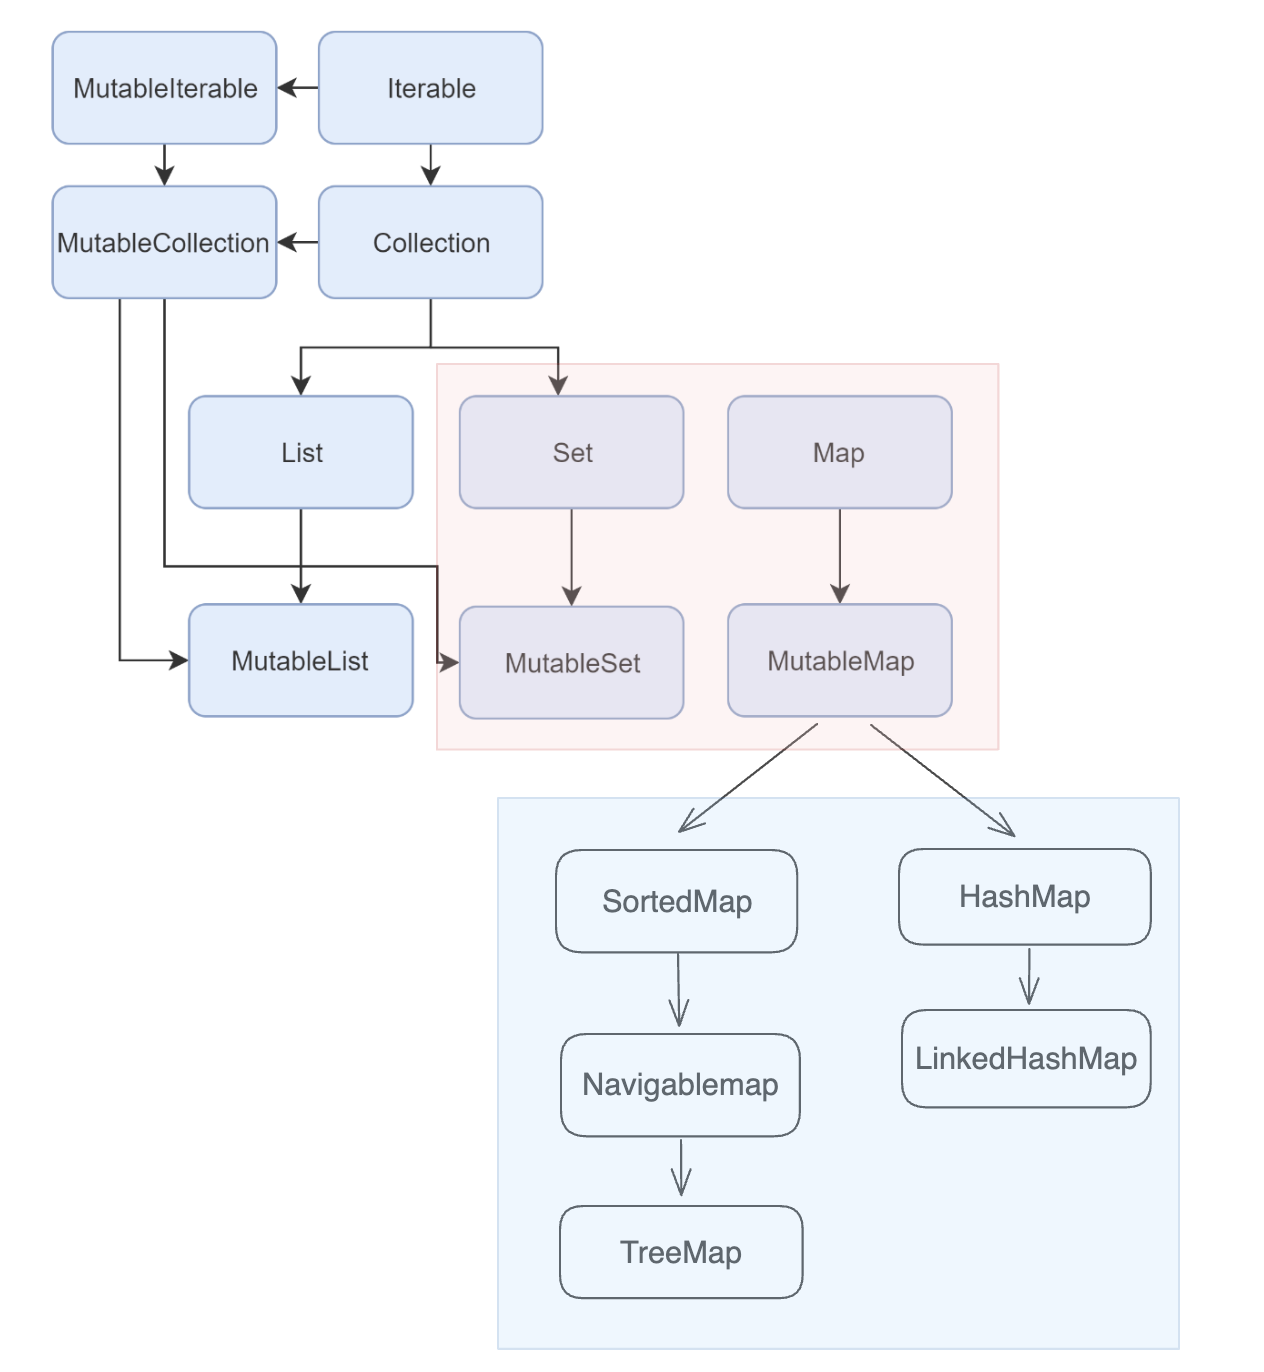 MutableIterable
Iterable
MutableCollection
Collection
List
Set
Map
MutableList
MutableSet
MutableMap
SortedMap
HashMap
Navigablemap
LinkedHashMap
TreeMap